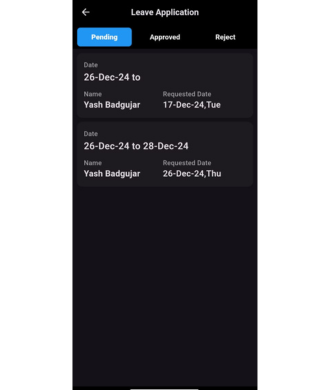 Leave Application
Pending Approved Reject
Date
26-Dec-24 to
Name Requested Date
Yash Badgujar 17-Dec-24,Tue
Date
26-Dec-24 to 28-Dec-24
Name Requested Date
Yash Badgujar 26-Dec-24,Thu